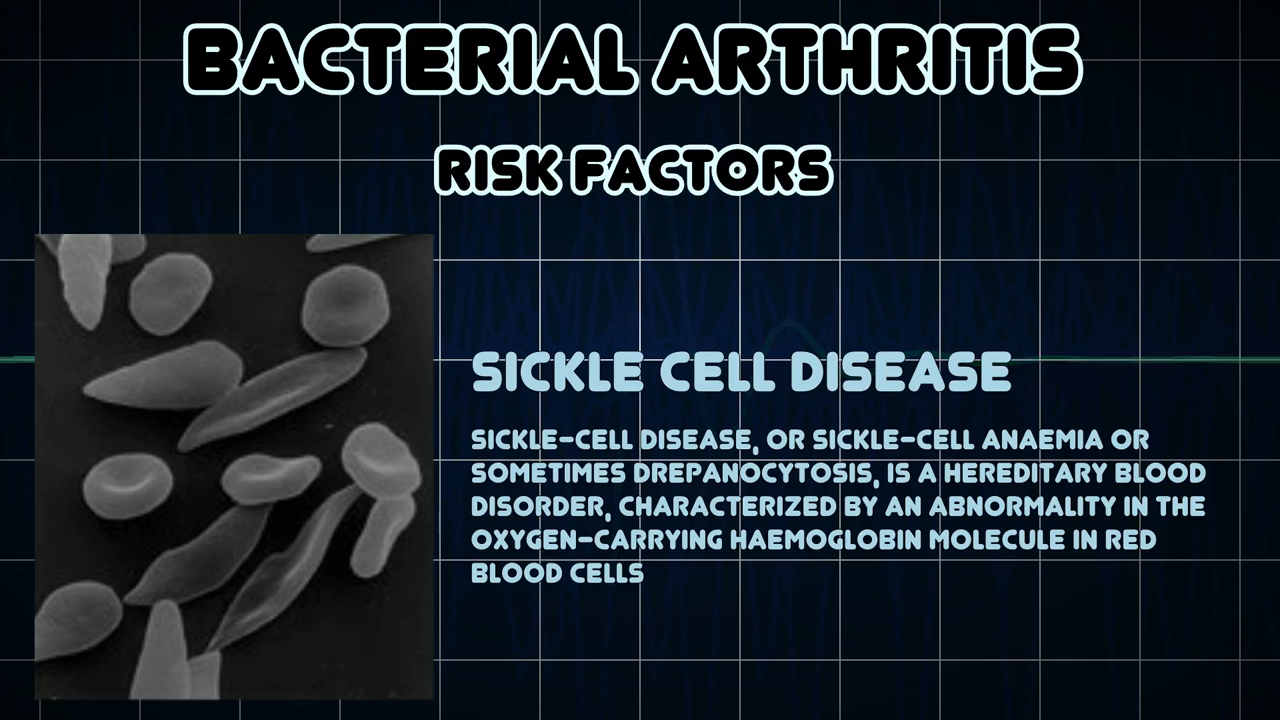 BACTERIAL ARTHRITIS
RISK FACTORS
SICKLE CELL DISEASE
SICKLE-CELL DISEASE, OR SICKLE-CELL ANAEMIA OR
SOMETIMES DREPANOCYTOSIS, IS A HEREDITARY BLOOD
DISORDER, CHARACTERIZED BY AN ABNORMALITY IN THE
OXYGEN-CARRYING HAEMOGLOBIN MOLECULE IN RED
BLOOD CELLS